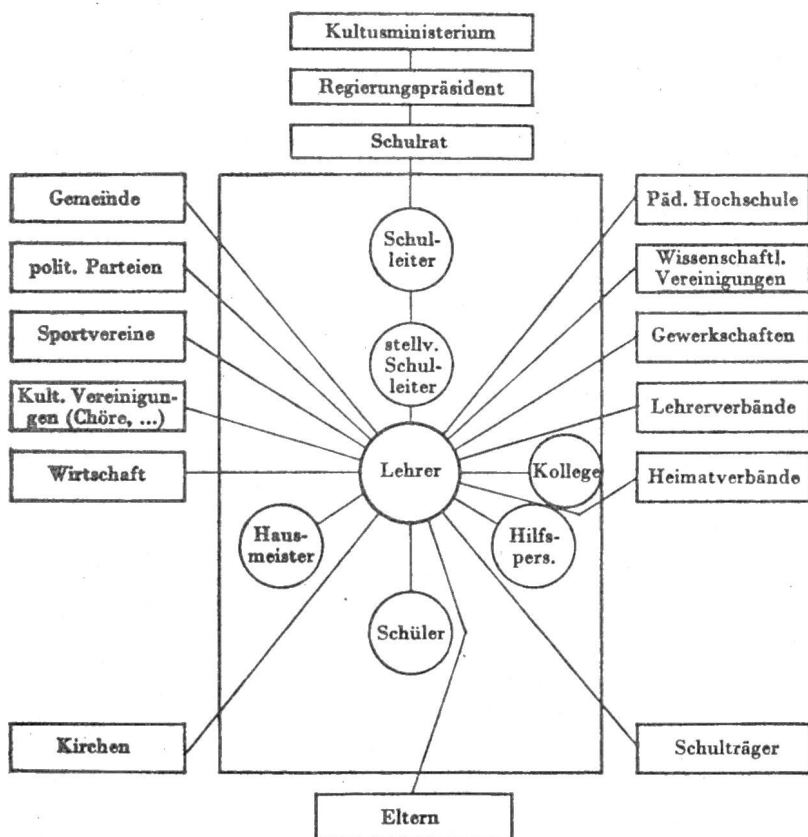 Kultusministerium
Regierungspräsident
Schulrat
Gemeinde
Päd. Hochschule
Schul-
leiter
polit. Parteien
Wissenschaftl.
Vereinigungen
Sportvereine
stellv.
Schul-
leiter
Gewerkschaften
Kult. Vereinigun-
gen (Chöre, ...)
Lehrerverbände
Wirtschaft
Lehrer
Kollege
Heimatverbände
Haus-
meister
Hilfs-
pers.
Schüler
Kirchen
Schulträger
Eltern